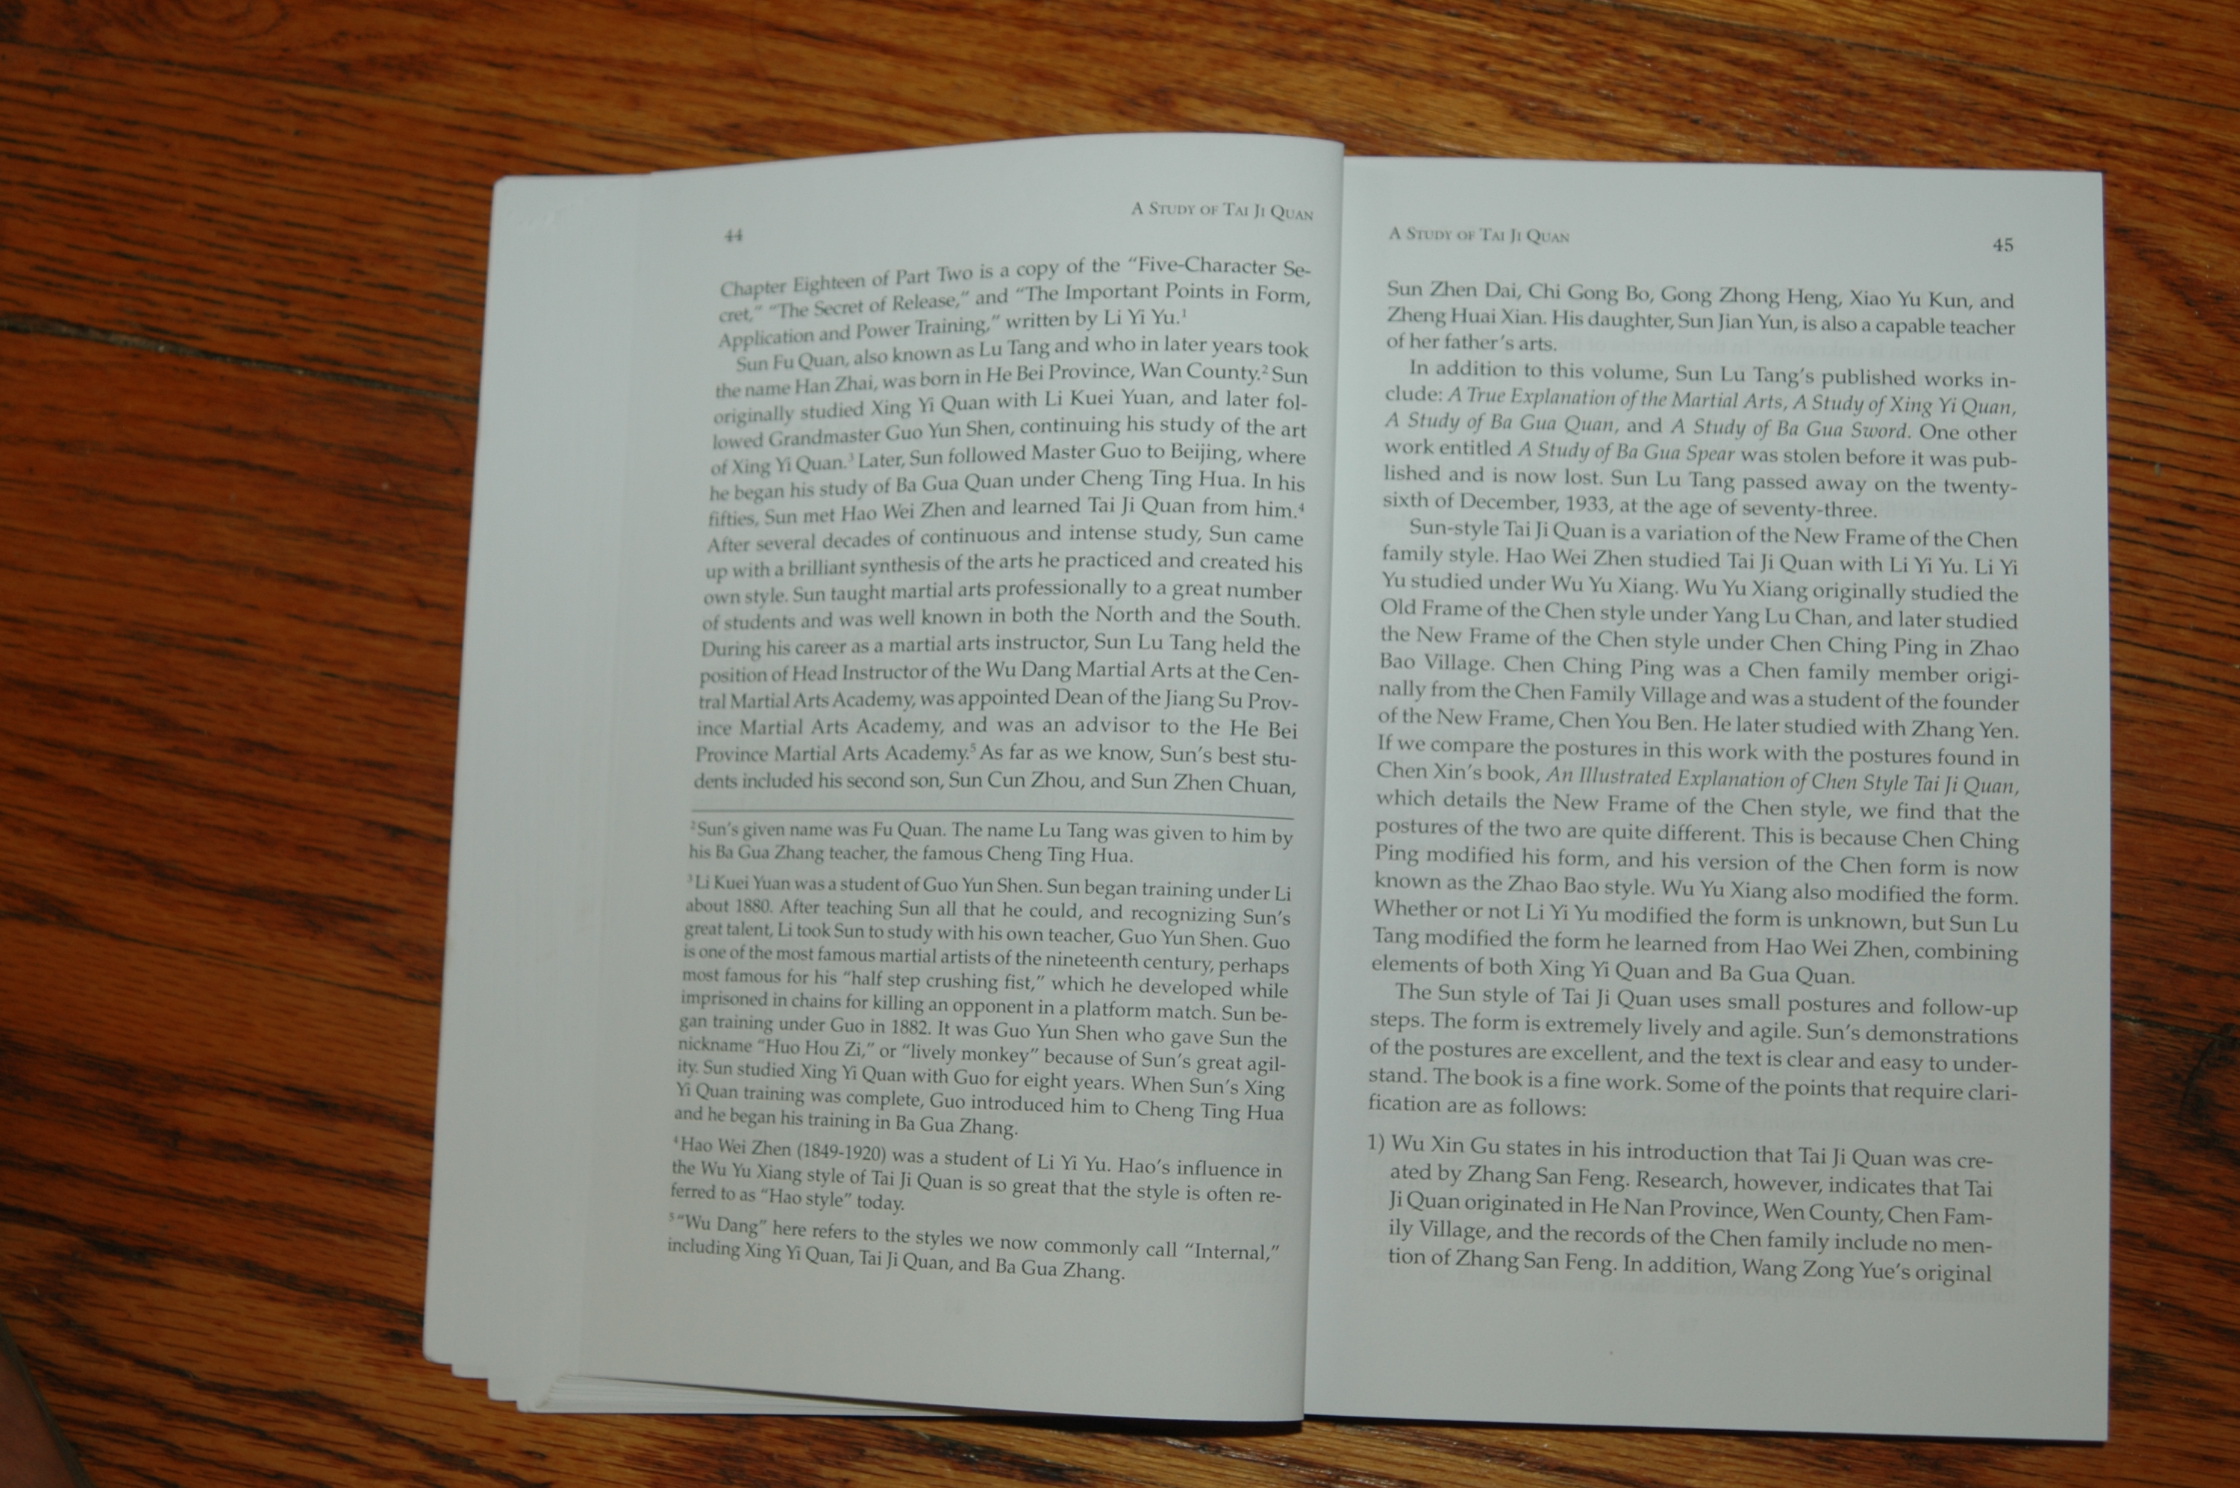 44
A Study of Tai Ji Quan
Chapter Eighteen of Part Two is a copy of the “Five-Character Se-
cret,” “The Secret of Release,” and “The Important Points in Form,
Application and Power Training,” written by Li Yi Yu.¹
Sun Fu Quan, also known as Lu Tang and who in later years took
the name Han Zhai, was born in He Bei Province, Wan County.² Sun
originally studied Xing Yi Quan with Li Kuei Yuan, and later fol-
lowed Grandmaster Guo Yun Shen, continuing his study of the art
of Xing Yi Quan.³ Later, Sun followed Master Guo to Beijing, where
he began his study of Ba Gua Quan under Cheng Ting Hua. In his
fifties, Sun met Hao Wei Zhen and learned Tai Ji Quan from him.⁴
After several decades of continuous and intense study, Sun came
up with a brilliant synthesis of the arts he practiced and created his
own style. Sun taught martial arts professionally to a great number
of students and was well known in both the North and the South.
During his career as a martial arts instructor, Sun Lu Tang held the
position of Head Instructor of the Wu Dang Martial Arts at the Cen-
tral Martial Arts Academy, was appointed Dean of the Jiang Su Prov-
ince Martial Arts Academy, and was an advisor to the He Bei
Province Martial Arts Academy.⁵ As far as we know, Sun’s best stu-
dents included his second son, Sun Cun Zhou, and Sun Zhen Chuan,
²Sun’s given name was Fu Quan. The name Lu Tang was given to him by
his Ba Gua Zhang teacher, the famous Cheng Ting Hua.
³Li Kuei Yuan was a student of Guo Yun Shen. Sun began training under Li
about 1880. After teaching Sun all that he could, and recognizing Sun’s
great talent, Li took Sun to study with his own teacher, Guo Yun Shen. Guo
is one of the most famous martial artists of the nineteenth century, perhaps
most famous for his “half step crushing fist,” which he developed while
imprisoned in chains for killing an opponent in a platform match. Sun be-
gan training under Guo in 1882. It was Guo Yun Shen who gave Sun the
nickname “Huo Hou Zi,” or “lively monkey” because of Sun’s great agil-
ity. Sun studied Xing Yi Quan with Guo for eight years. When Sun’s Xing
Yi Quan training was complete, Guo introduced him to Cheng Ting Hua
and he began his training in Ba Gua Zhang.
⁴Hao Wei Zhen (1849-1920) was a student of Li Yi Yu. Hao’s influence in
the Wu Yu Xiang style of Tai Ji Quan is so great that the style is often re-
ferred to as “Hao style” today.
⁵“Wu Dang” here refers to the styles we now commonly call “Internal,”
including Xing Yi Quan, Tai Ji Quan, and Ba Gua Zhang.
A Study of Tai Ji Quan
45
Sun Zhen Dai, Chi Gong Bo, Gong Zhong Heng, Xiao Yu Kun, and
Zheng Huai Xian. His daughter, Sun Jian Yun, is also a capable teacher
of her father’s arts.
In addition to this volume, Sun Lu Tang’s published works in-
clude: A True Explanation of the Martial Arts, A Study of Xing Yi Quan,
A Study of Ba Gua Quan, and A Study of Ba Gua Sword. One other
work entitled A Study of Ba Gua Spear was stolen before it was pub-
lished and is now lost. Sun Lu Tang passed away on the twenty-
sixth of December, 1933, at the age of seventy-three.
Sun-style Tai Ji Quan is a variation of the New Frame of the Chen
family style. Hao Wei Zhen studied Tai Ji Quan with Li Yi Yu. Li Yi
Yu studied under Wu Yu Xiang. Wu Yu Xiang originally studied the
Old Frame of the Chen style under Yang Lu Chan, and later studied
the New Frame of the Chen style under Chen Ching Ping in Zhao
Bao Village. Chen Ching Ping was a Chen family member origi-
nally from the Chen Family Village and was a student of the founder
of the New Frame, Chen You Ben. He later studied with Zhang Yen.
If we compare the postures in this work with the postures found in
Chen Xin’s book, An Illustrated Explanation of Chen Style Tai Ji Quan,
which details the New Frame of the Chen style, we find that the
postures of the two are quite different. This is because Chen Ching
Ping modified his form, and his version of the Chen form is now
known as the Zhao Bao style. Wu Yu Xiang also modified the form.
Whether or not Li Yi Yu modified the form is unknown, but Sun Lu
Tang modified the form he learned from Hao Wei Zhen, combining
elements of both Xing Yi Quan and Ba Gua Quan.
The Sun style of Tai Ji Quan uses small postures and follow-up
steps. The form is extremely lively and agile. Sun’s demonstrations
of the postures are excellent, and the text is clear and easy to under-
stand. The book is a fine work. Some of the points that require clari-
fication are as follows:
1) Wu Xin Gu states in his introduction that Tai Ji Quan was cre-
ated by Zhang San Feng. Research, however, indicates that Tai
Ji Quan originated in He Nan Province, Wen County, Chen Fam-
ily Village, and the records of the Chen family include no men-
tion of Zhang San Feng. In addition, Wang Zong Yue’s original